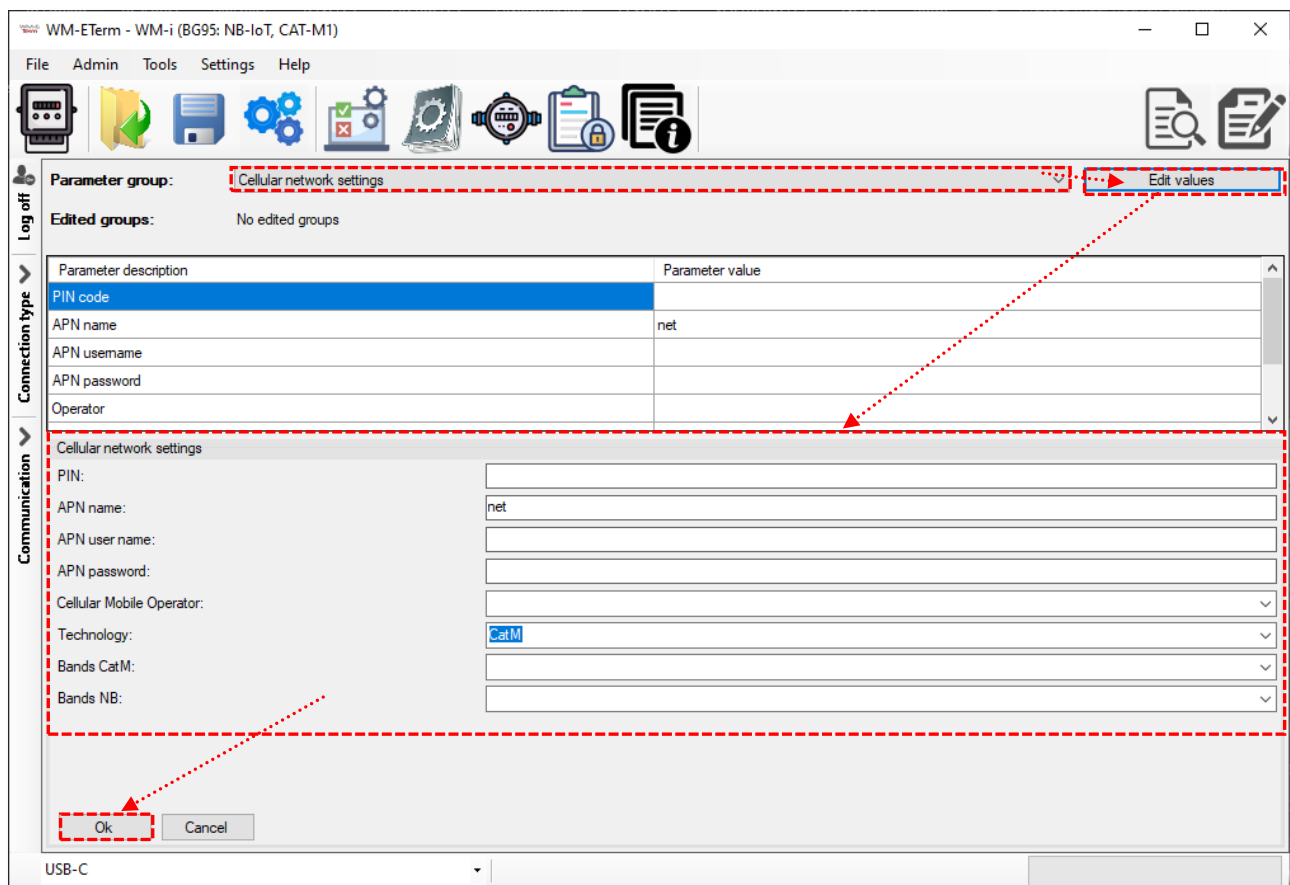 WM-ETerm - WM-i (BG95: NB-IoT, CAT-M1)
File Admin Tools Settings Help
Log off
Connection type
Communication
Parameter group: Cellular network settings Edit values
Edited groups: No edited groups
Parameter description Parameter value
PIN code
APN name net
APN username
APN password
Operator
Cellular network settings
PIN:
APN name: net
APN user name:
APN password:
Cellular Mobile Operator:
Technology: CatM
Bands CatM:
Bands NB:
Ok Cancel
USB-C